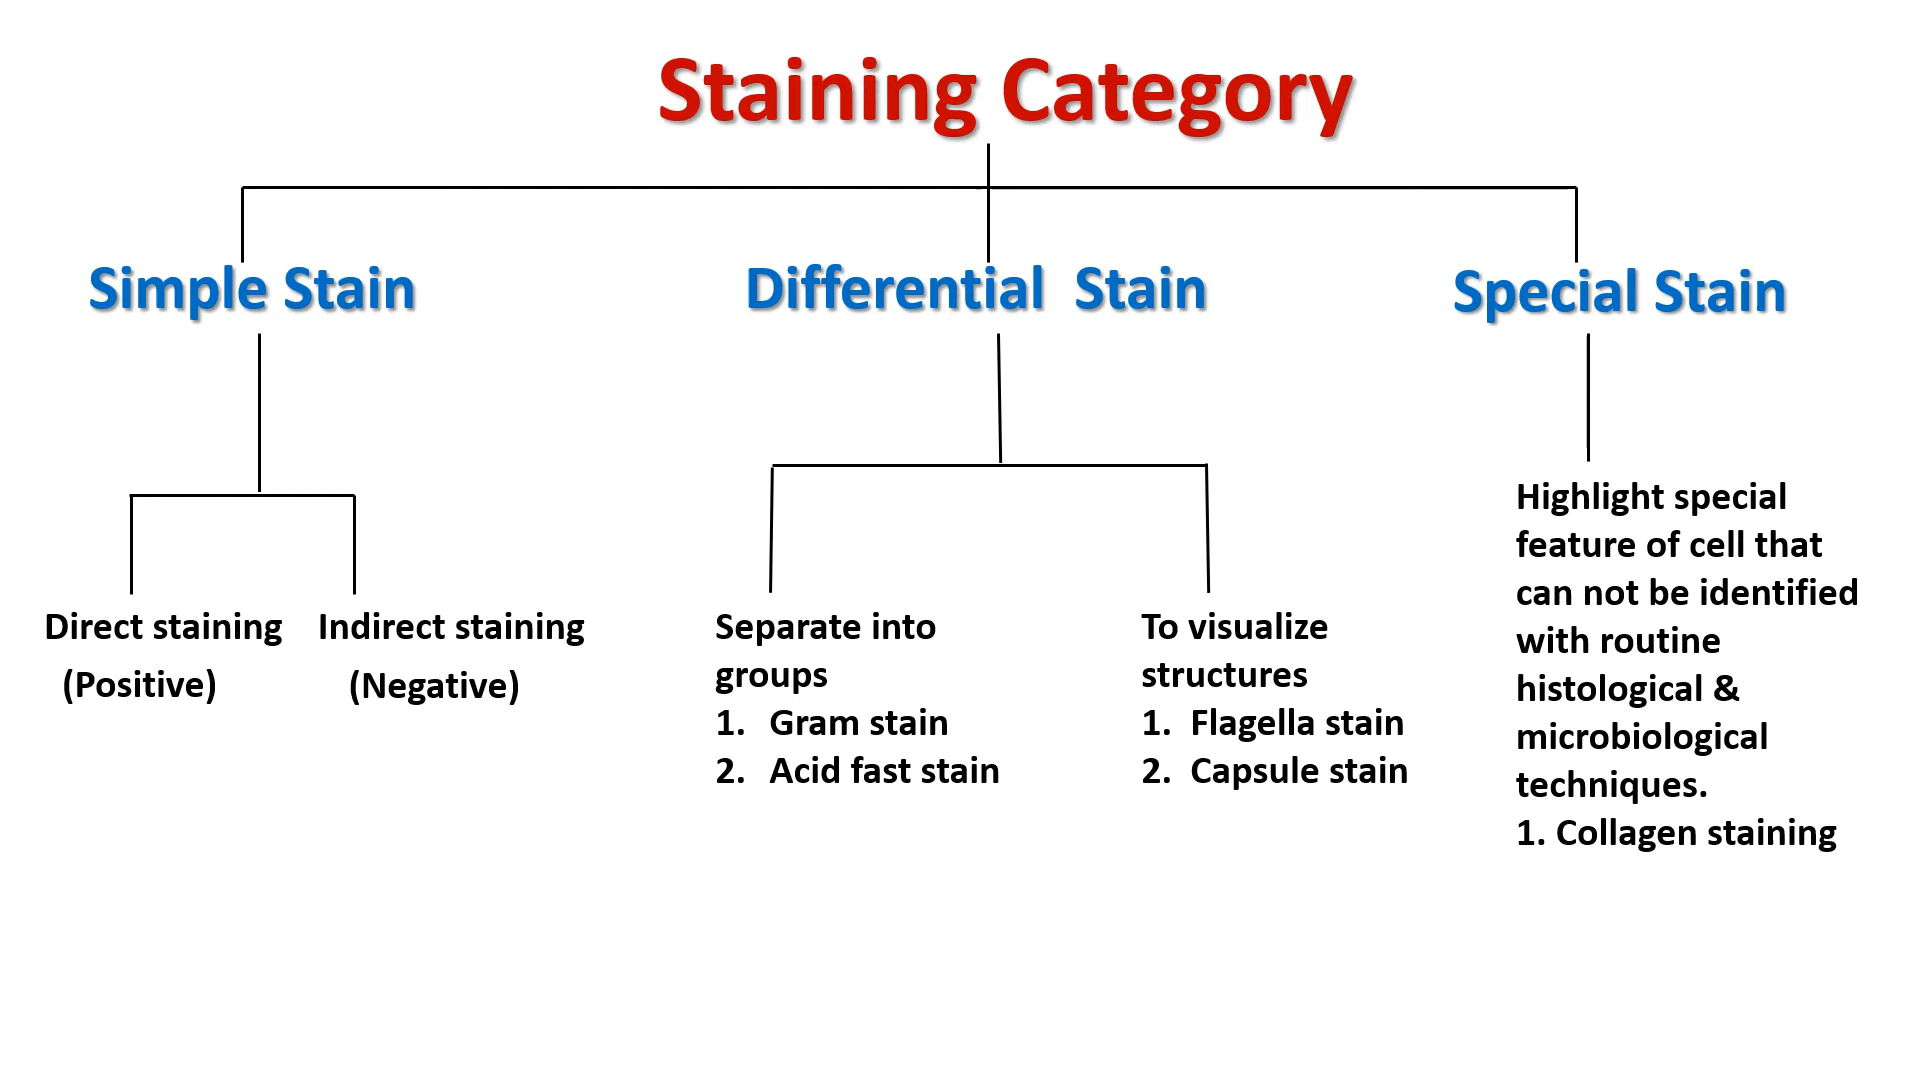 Staining Category
Simple Stain
Differential Stain
Special Stain
Direct staining
(Positive)
Indirect staining
(Negative)
Separate into
groups
1. Gram stain
2. Acid fast stain
To visualize
structures
1. Flagella stain
2. Capsule stain
Highlight special
feature of cell that
can not be identified
with routine
histological &
microbiological
techniques.
1. Collagen staining